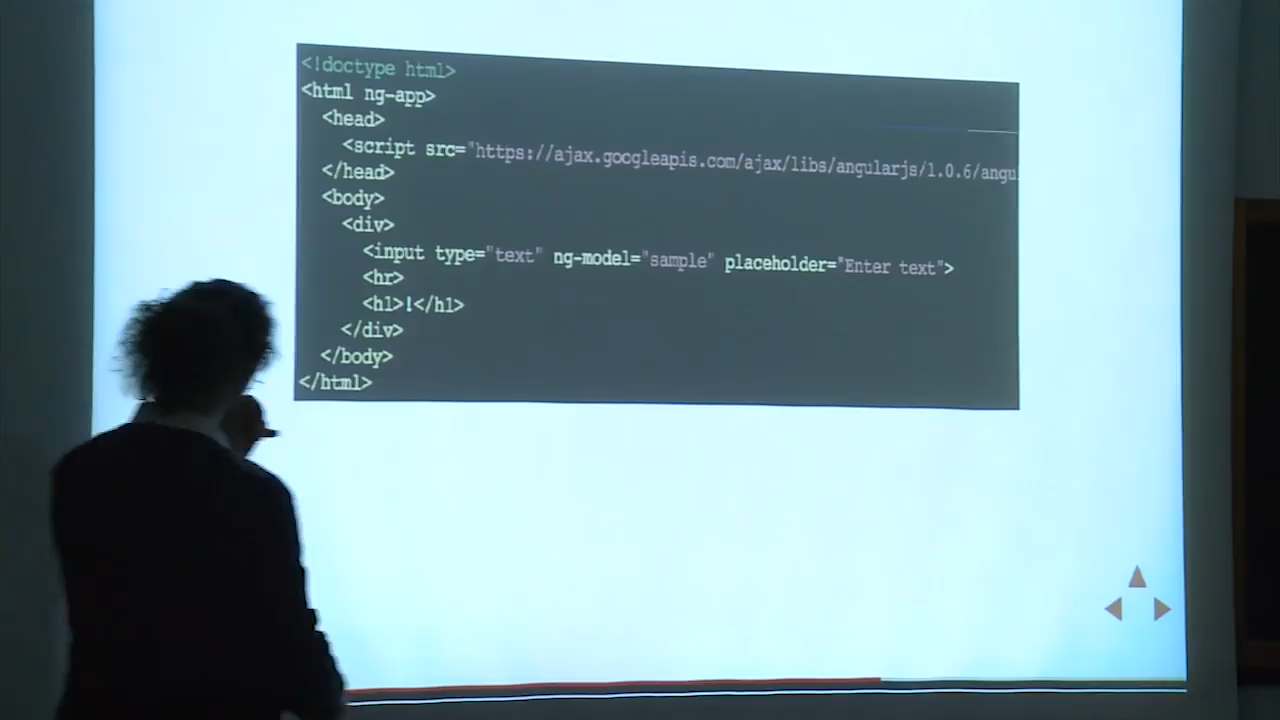 <!doctype html>
<html ng-app>
<head>
<script src="https://ajax.googleapis.com/ajax/libs/angularjs/1.0.6/angu
</head>
<body>
<div>
<input type="text" ng-model="sample" placeholder="Enter text">
<hr>
<h1>!</h1>
</div>
</body>
</html>